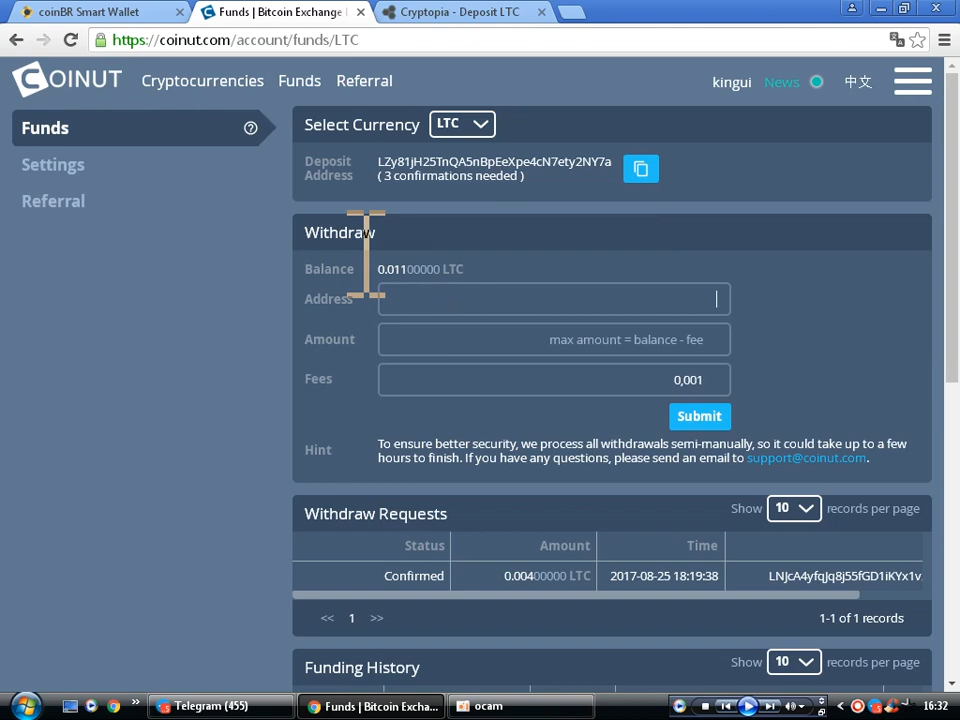 coinBR Smart Wallet
Funds | Bitcoin Exchange
Cryptopia - Deposit LTC
https://coinut.com/account/funds/LTC
COINUT
Cryptocurrencies
Funds
Referral
kingui
News
中文
Funds
Settings
Referral
Select Currency
LTC
Deposit Address
LZy81jH25TnQA5nBpEeXpe4cN7ety2NY7a
( 3 confirmations needed )
Withdraw
Balance
0.01100000 LTC
Address
Amount
max amount = balance - fee
Fees
0,001
Submit
Hint
To ensure better security, we process all withdrawals semi-manually, so it could take up to a few
hours to finish. If you have any questions, please send an email to support@coinut.com.
Withdraw Requests
Show 10 records per page
Status Amount Time
Confirmed 0.00400000 LTC 2017-08-25 18:19:38 LNJcA4yfqJq8j55fGD1iKYx1v
<< 1 >>
1-1 of 1 records
Funding History
Show 10 records per page
Telegram (455)
Funds | Bitcoin Exca...
ocam
16:32